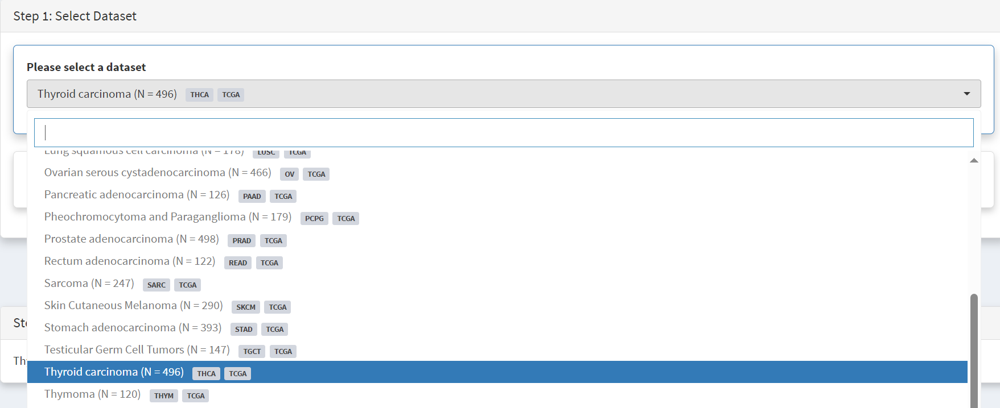 Step 1: Select Dataset
Please select a dataset
Thyroid carcinoma (N = 496) THCA TCGA
Lung squamous cell carcinoma (N = 178) LUSC TCGA
Ovarian serous cystadenocarcinoma (N = 466) OV TCGA
Pancreatic adenocarcinoma (N = 126) PAAD TCGA
Pheochromocytoma and Paraganglioma (N = 179) PCPG TCGA
Prostate adenocarcinoma (N = 498) PRAD TCGA
Rectum adenocarcinoma (N = 122) READ TCGA
Sarcoma (N = 247) SARC TCGA
Skin Cutaneous Melanoma (N = 290) SKCM TCGA
Stomach adenocarcinoma (N = 393) STAD TCGA
Testicular Germ Cell Tumors (N = 147) TGCT TCGA
Thyroid carcinoma (N = 496) THCA TCGA
Thymoma (N = 120) THYM TCGA